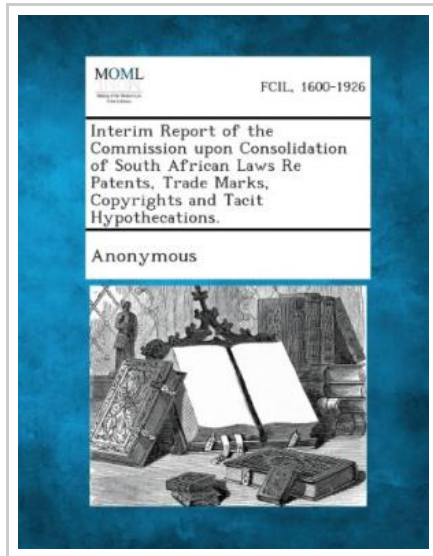 MOML
FCIL, 1600-1926
Interim Report of the
Commission upon Consolidation
of South African Laws Re
Patents, Trade Marks,
Copyrights and Tacit
Hypothecations.
Anonymous